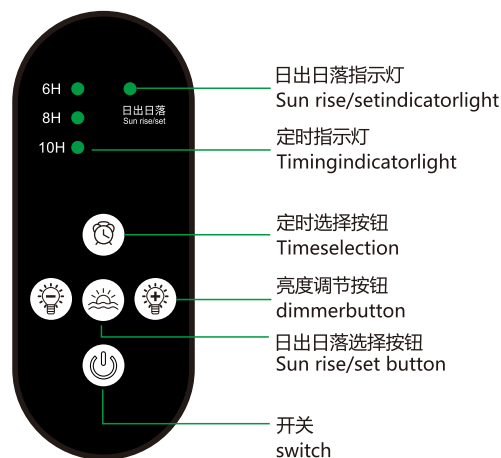 6H
8H
10H
日出日落
Sun rise/set
日出日落指示灯
Sun rise/setindicatorlight
定时指示灯
Timingindicatorlight
定时选择按钮
Timeselection
亮度调节按钮
dimmerbutton
日出日落选择按钮
Sun rise/set button
开关
switch